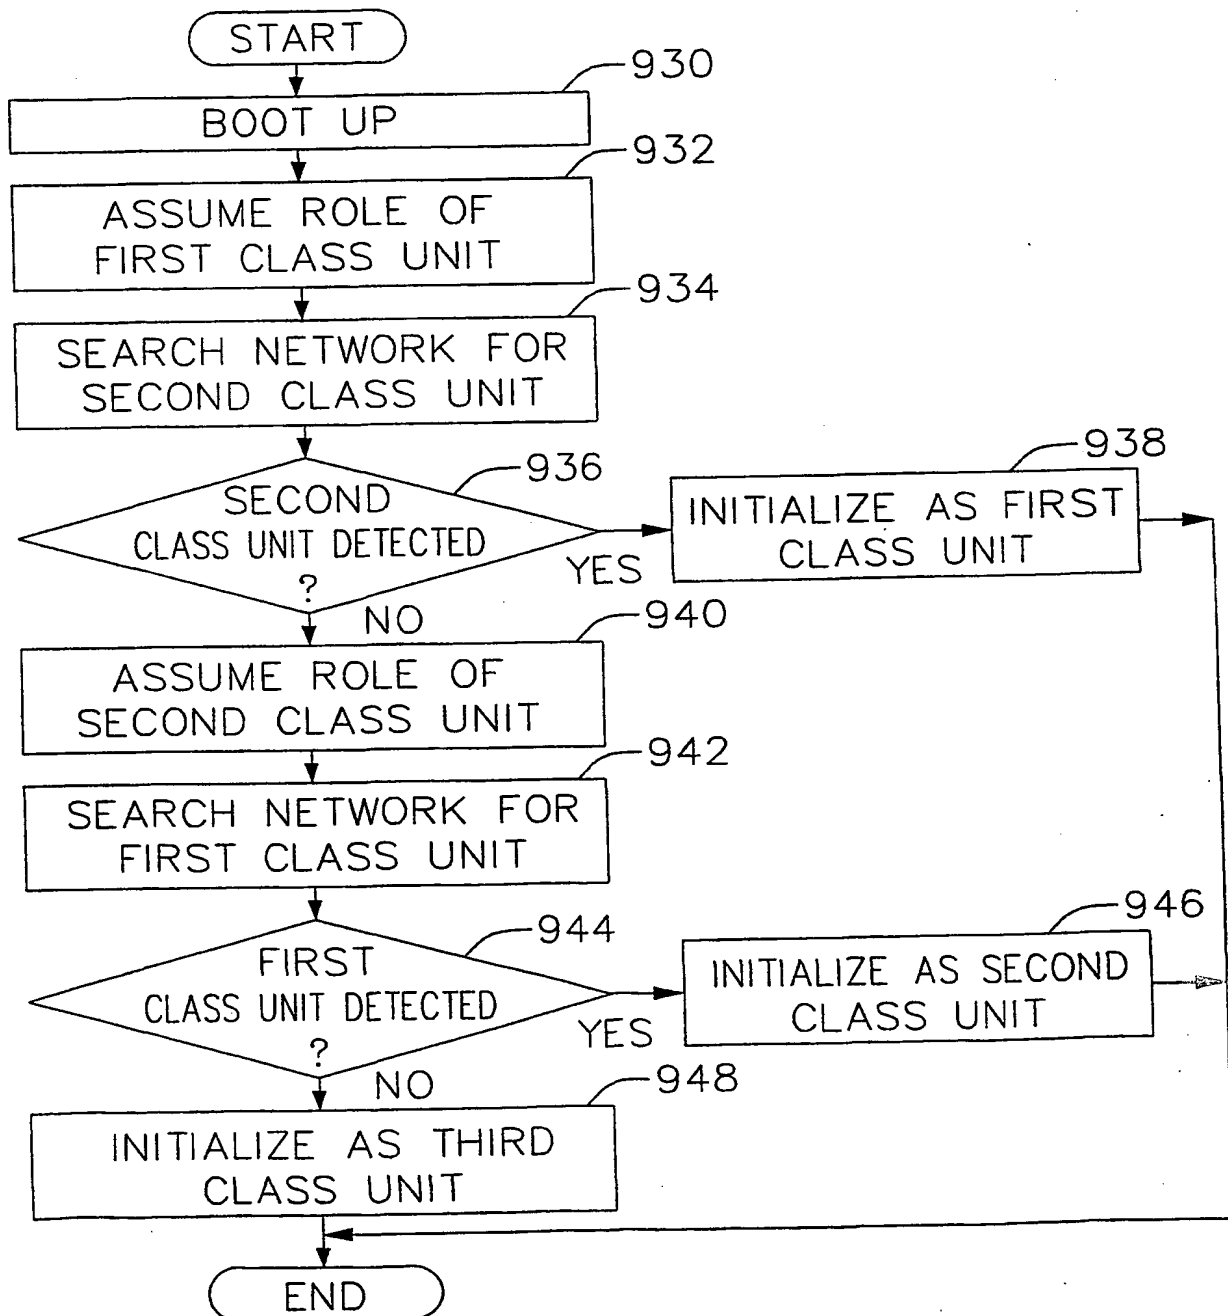 START
930
BOOT UP
932
ASSUME ROLE OF
FIRST CLASS UNIT
934
SEARCH NETWORK FOR
SECOND CLASS UNIT
936
SECOND
CLASS UNIT DETECTED
?
YES
NO
938
INITIALIZE AS FIRST
CLASS UNIT
940
ASSUME ROLE OF
SECOND CLASS UNIT
942
SEARCH NETWORK FOR
FIRST CLASS UNIT
944
FIRST
CLASS UNIT DETECTED
?
YES
NO
946
INITIALIZE AS SECOND
CLASS UNIT
948
INITIALIZE AS THIRD
CLASS UNIT
END